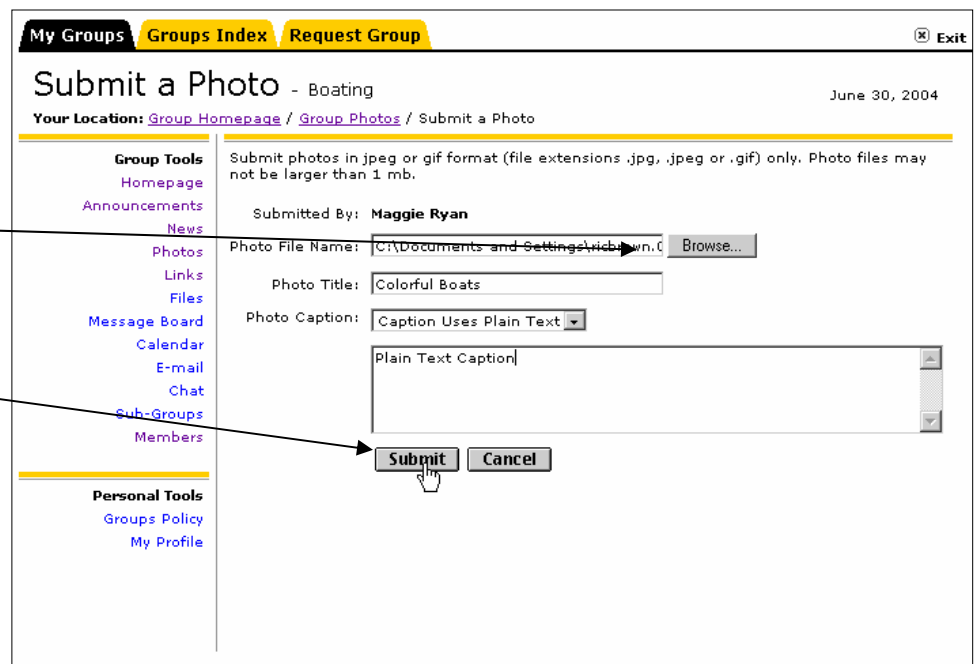 My Groups Groups Index Request Group Exit
Submit a Photo - Boating
June 30, 2004
Your Location: Group Homepage / Group Photos / Submit a Photo
Group Tools
Homepage
Announcements
News
Photos
Links
Files
Message Board
Calendar
E-mail
Chat
Sub-Groups
Members
Personal Tools
Groups Policy
My Profile
Submit photos in jpeg or gif format (file extensions .jpg, .jpeg or .gif) only. Photo files may
not be larger than 1 mb.
Submitted By: Maggie Ryan
Photo File Name: C:\Documents and Settings\ricbrown. Browse...
Photo Title: Colorful Boats
Photo Caption: Caption Uses Plain Text
Plain Text Caption
Submit Cancel